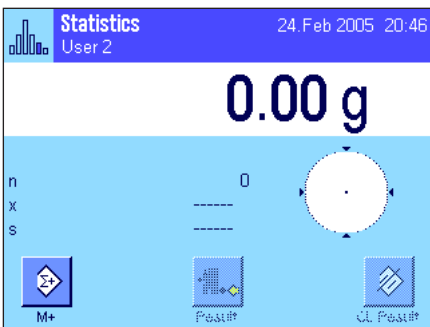 Statistics 24.Feb 2005 20:46
User 2
0.00 g
n 0
x ------
s ------
Σ+
M+ Result CL Result